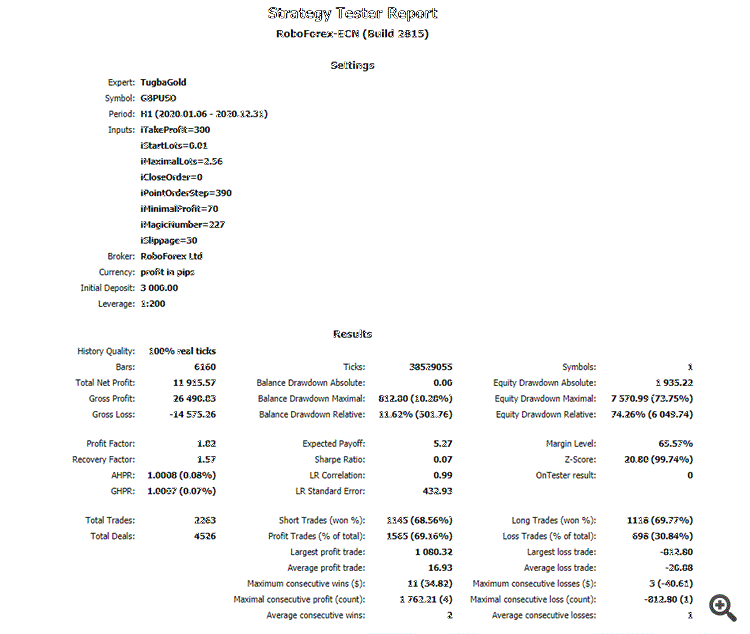 Strategy Tester Report
RoboForex-ECN (Build 2815)
Settings
Expert: TugbaGold
Symbol: GBPUSD
Period: H1 (2020.01.06 - 2020.12.31)
Inputs: iTakeProfit=300
iStartLots=0.01
iMaximalLots=2.56
iCloseOrder=0
iPointOrderStep=390
iMinimalProfit=70
iMagicNumber=227
iSlippage=30
Broker: RoboForex Ltd
Currency: profit in pips
Initial Deposit: 3 000.00
Leverage: 1:200
Results
History Quality: 100% real ticks
Bars: 6160 Ticks: 38529055 Symbols: 1
Total Net Profit: 11 915.57 Balance Drawdown Absolute: 0.00 Equity Drawdown Absolute: 1 935.22
Gross Profit: 26 490.83 Balance Drawdown Maximal: 812.80 (10.28%) Equity Drawdown Maximal: 7 570.99 (73.75%)
Gross Loss: -14 575.26 Balance Drawdown Relative: 11.62% (501.76) Equity Drawdown Relative: 74.26% (6 049.74)
Profit Factor: 1.82 Expected Payoff: 5.27 Margin Level: 65.57%
Recovery Factor: 1.57 Sharpe Ratio: 0.07 Z-Score: 20.80 (99.74%)
AHPR: 1.0008 (0.08%) LR Correlation: 0.99 OnTester result: 0
GHPR: 1.0007 (0.07%) LR Standard Error: 432.93
Total Trades: 2263 Short Trades (won %): 1145 (68.56%) Long Trades (won %): 1118 (69.77%)
Total Deals: 4526 Profit Trades (% of total): 1565 (69.16%) Loss Trades (% of total): 698 (30.84%)
Largest profit trade: 1 080.32 Largest loss trade: -812.80
Average profit trade: 16.93 Average loss trade: -20.88
Maximum consecutive wins ($): 11 (34.82) Maximum consecutive losses ($): 3 (-40.61)
Maximal consecutive profit (count): 1 762.21 (4) Maximal consecutive loss (count): -812.80 (1)
Average consecutive wins: 2 Average consecutive losses: 1